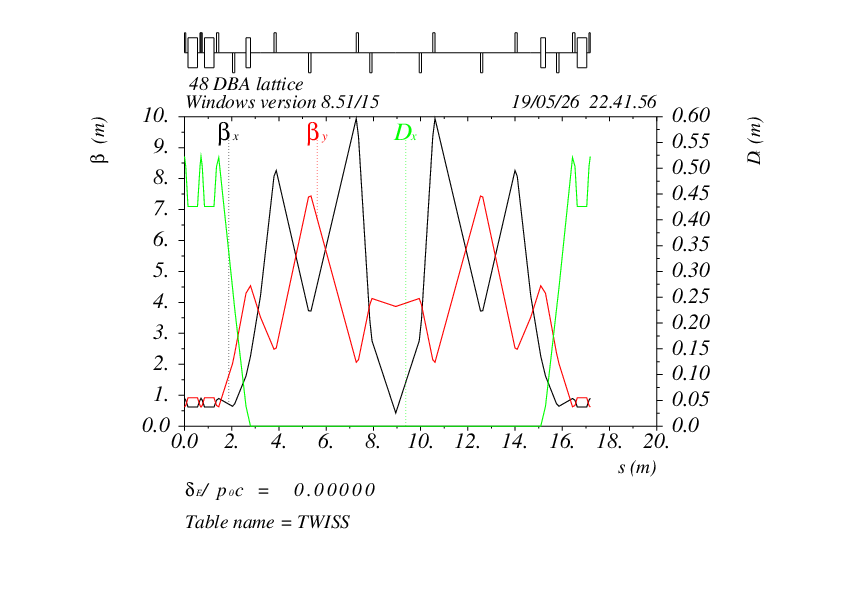 48 DBA lattice
Windows version 8.51/15 19/05/26 22.41.56
β (m)
10.
9.
8.
7.
6.
5.
4.
3.
2.
1.
0.0
βx βy Dx
0.60
0.55
0.50
0.45
0.40
0.35
0.30
0.25
0.20
0.15
0.10
0.05
0.0
Dx (m)
0.0 2. 4. 6. 8. 10. 12. 14. 16. 18. 20.
s (m)
δE/ p0c = 0.00000
Table name = TWISS